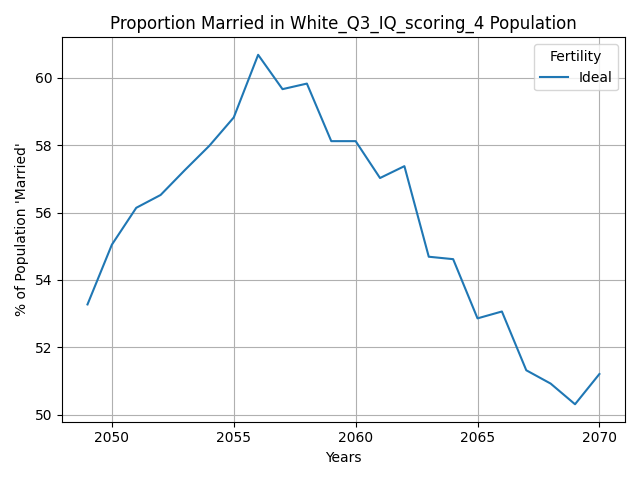 Proportion Married in White_Q3_IQ_scoring_4 Population
Fertility
Ideal
% of Population 'Married'
60
58
56
54
52
50
2050 2055 2060 2065 2070
Years